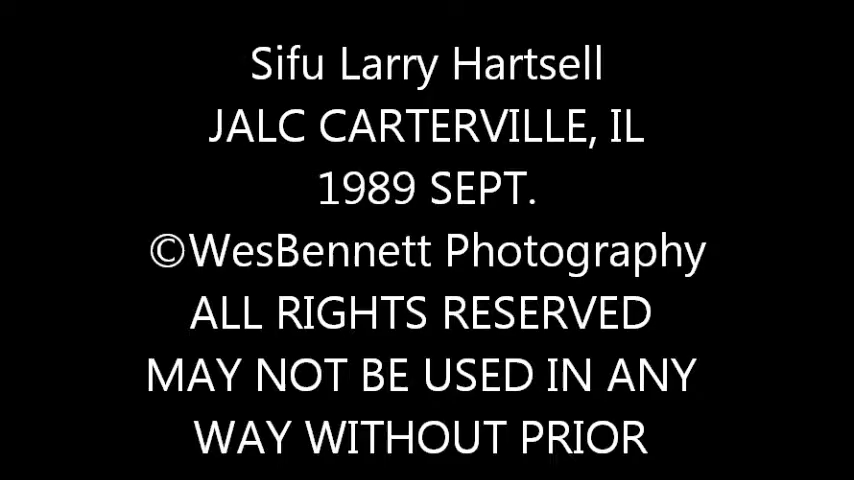 Sifu Larry Hartsell
JALC CARTERVILLE, IL
1989 SEPT.
©WesBennett Photography
ALL RIGHTS RESERVED
MAY NOT BE USED IN ANY
WAY WITHOUT PRIOR